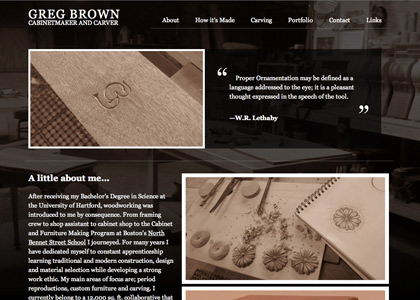 GREG BROWN
CABINETMAKER AND CARVER
About How it's Made Carving Portfolio Contact Links
“ Proper Ornamentation may be defined as a
language addressed to the eye; it is a pleasant
thought expressed in the speech of the tool. ”
—W.R. Lethaby
A little about me...
After receiving my Bachelor's Degree in Science at
the University of Hartford, woodworking was
introduced to me by consequence. From framing
crew to shop assistant to cabinet shop to the Cabinet
and Furniture Making Program at Boston's North
Bennet Street School I journeyed. For many years I
have dedicated myself to constant apprenticeship
learning traditional and modern construction, design
and material selection while developing a strong
work ethic. My main areas of focus are; period
reproductions, custom furniture and carving. I
currently belong to a 12,000 sq. ft. collaborative that